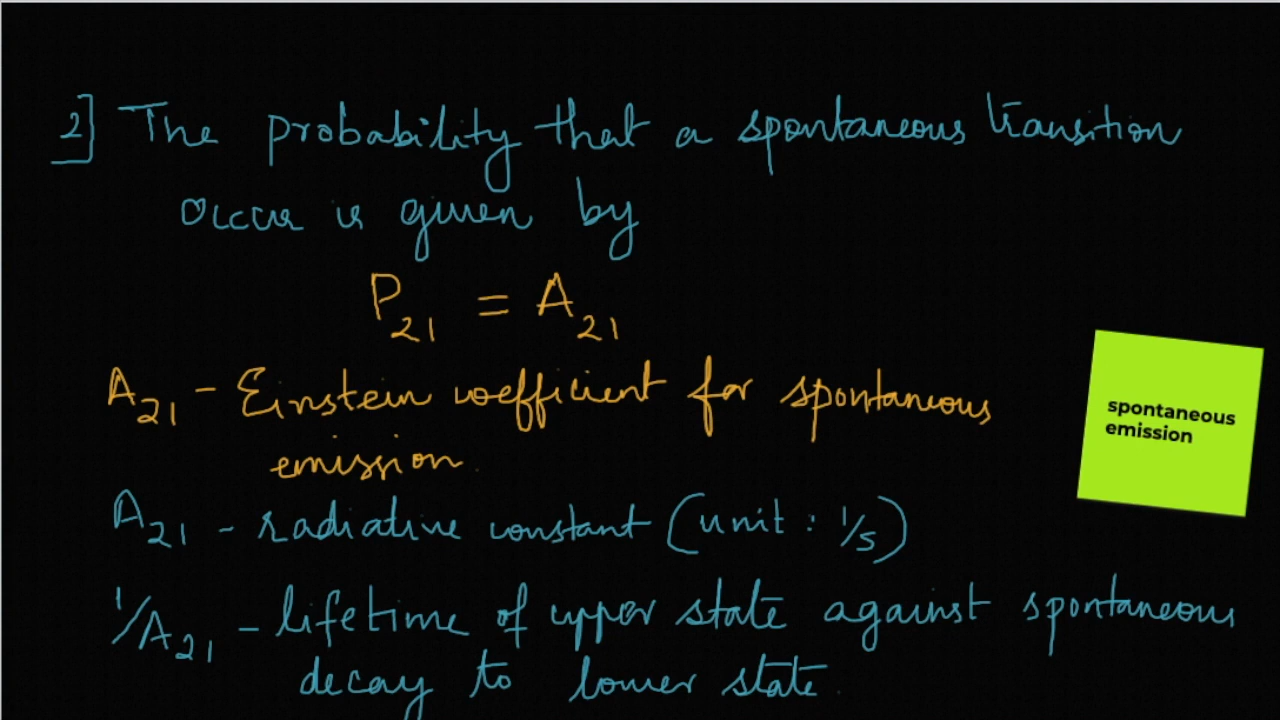 2] The probability that a spontaneous transition
occur is given by
P₂₁ = A₂₁
A₂₁ - Einstein coefficient for spontaneous
emission
A₂₁ - radiative constant (unit : 1/s)
1/A₂₁ - lifetime of upper state against spontaneous
decay to lower state
spontaneous
emission